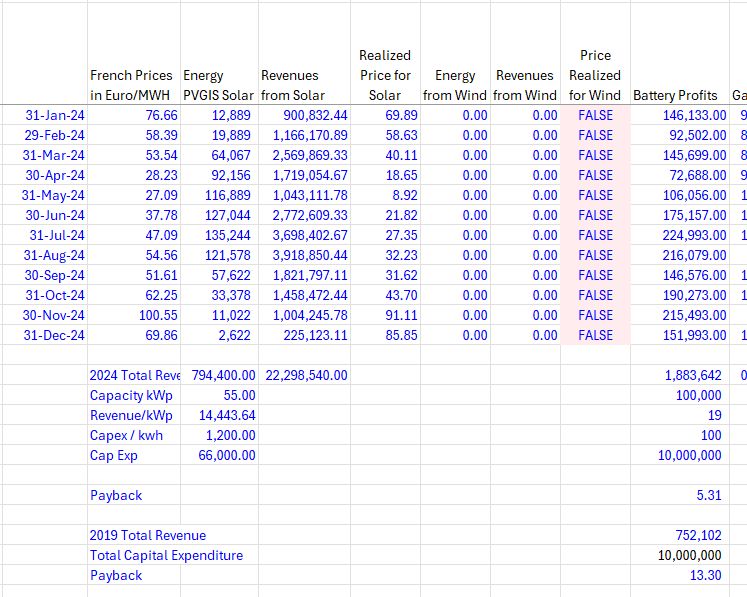 Realized Price
French Prices Energy Revenues Price for Energy Revenues Realized
in Euro/MWH PVGIS Solar from Solar Solar from Wind from Wind for Wind Battery Profits Ga
31-Jan-24 76.66 12,889 900,832.44 69.89 0.00 0.00 FALSE 146,133.00 9
29-Feb-24 58.39 19,889 1,166,170.89 58.63 0.00 0.00 FALSE 92,502.00 8
31-Mar-24 53.54 64,067 2,569,869.33 40.11 0.00 0.00 FALSE 145,699.00 8
30-Apr-24 28.23 92,156 1,719,054.67 18.65 0.00 0.00 FALSE 72,688.00 9
31-May-24 27.09 116,889 1,043,111.78 8.92 0.00 0.00 FALSE 106,056.00 1
30-Jun-24 37.78 127,044 2,772,609.33 21.82 0.00 0.00 FALSE 175,157.00 1
31-Jul-24 47.09 135,244 3,698,402.67 27.35 0.00 0.00 FALSE 224,993.00 1
31-Aug-24 54.56 121,578 3,918,850.44 32.23 0.00 0.00 FALSE 216,079.00
30-Sep-24 51.61 57,622 1,821,797.11 31.62 0.00 0.00 FALSE 146,576.00 1
31-Oct-24 62.25 33,378 1,458,472.44 43.70 0.00 0.00 FALSE 190,273.00 1
30-Nov-24 100.55 11,022 1,004,245.78 91.11 0.00 0.00 FALSE 215,493.00
31-Dec-24 69.86 2,622 225,123.11 85.85 0.00 0.00 FALSE 151,993.00 1
2024 Total Reve 794,400.00 22,298,540.00 1,883,642 0
Capacity kWp 55.00 100,000
Revenue/kWp 14,443.64 19
Capex / kwh 1,200.00 100
Cap Exp 66,000.00 10,000,000
Payback 5.31
2019 Total Revenue 752,102
Total Capital Expenditure 10,000,000
Payback 13.30